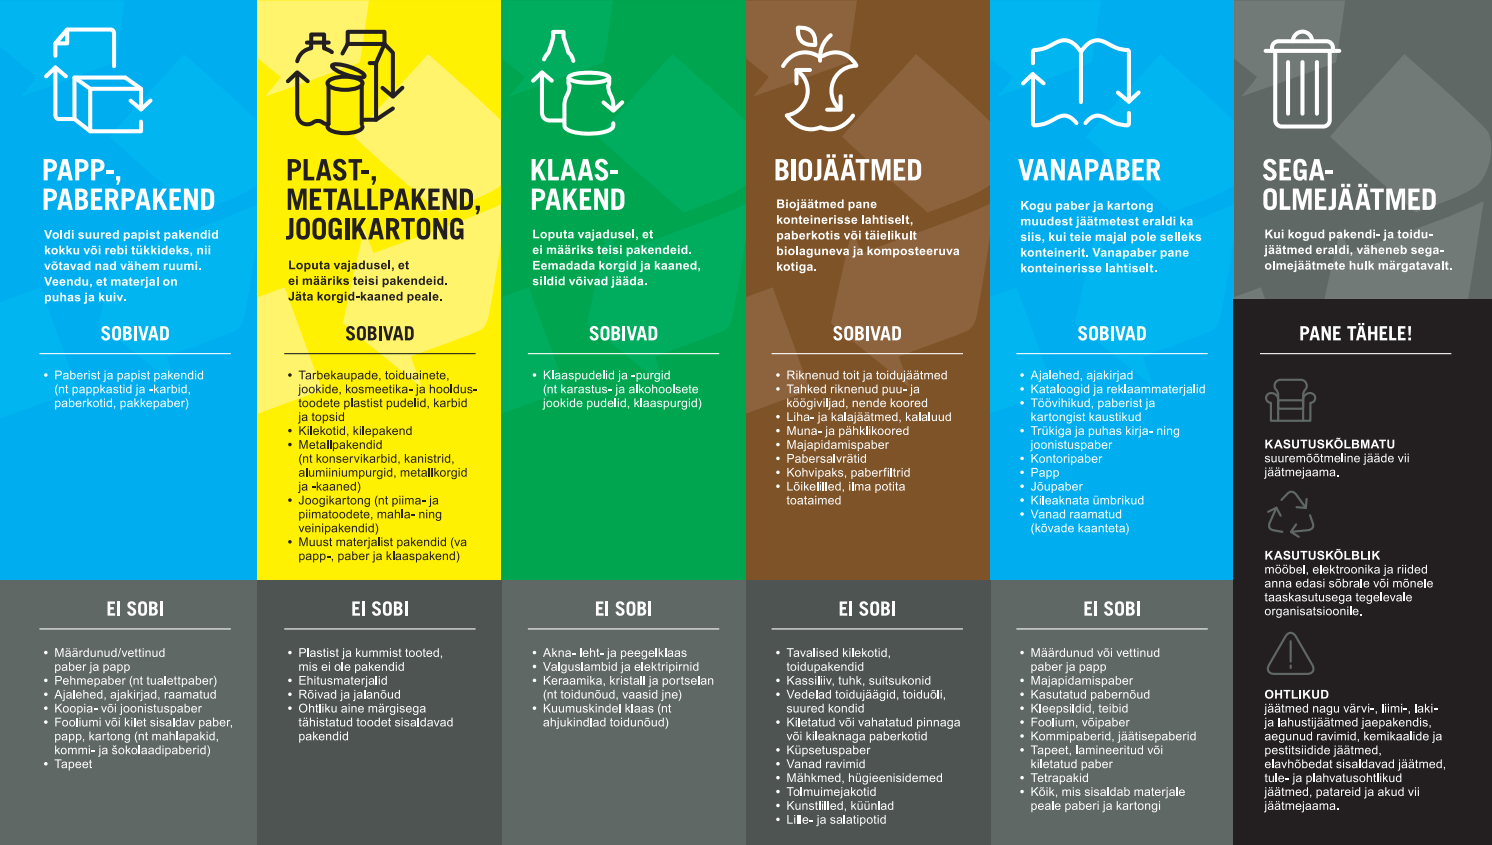 PAPP-,
PABERPAKEND
Voldi suured papist pakendid
kokku või rebi tükkideks, nii
võtavad nad vähem ruumi.
Veendu, et materjal on
puhas ja kuiv.
SOBIVAD
• Paberist ja papist pakendid
(nt pappkastid ja -karbid,
paberkotid, pakkepaber)
EI SOBI
• Määrdunud/vettinud
paber ja papp
• Pehmepaber (nt tualettpaber)
• Ajalehed, ajakirjad, raamatud
• Koopia- või joonistuspaber
• Fooliumi või kilet sisaldav paber,
papp, kartong (nt mahlapakid,
kommi- ja šokolaadipaberid)
• Tapeet
PLAST-,
METALLPAKEND,
JOOGIKARTONG
Loputa vajadusel, et
ei määriks teisi pakendeid.
Jäta korgid-kaaned peale.
SOBIVAD
• Tarbekaupade, toiduainete,
jookide, kosmeetika- ja hooldus-
toodete plastist pudelid, karbid
ja topsid
• Kilekotid, kilepakend
• Metallpakendid
(nt konservikarbid, kanistrid,
alumiiniumpurgid, metallkorgid
ja -kaaned)
• Joogikartong (nt piima- ja
piimatoodete, mahla- ning
veinipakendid)
• Muust materjalist pakendid (va
papp-, paber ja klaaspakend)
EI SOBI
• Plastist ja kummist tooted,
mis ei ole pakendid
• Ehitusmaterjalid
• Rõivad ja jalanõud
• Ohtliku aine märgisega
tähistatud toodet sisaldavad
pakendid
KLAAS-
PAKEND
Loputa vajadusel, et
ei määriks teisi pakendeid.
Eemadada korgid ja kaaned,
sildid võivad jääda.
SOBIVAD
• Klaaspudelid ja -purgid
(nt karastus- ja alkohoolsete
jookide pudelid, klaaspurgid)
EI SOBI
• Akna- leht- ja peegelklaas
• Valguslambid ja elektripirnid
• Keraamika, kristall ja portselan
(nt toidunõud, vaasid jne)
• Kuumuskindel klaas (nt
ahjukindlad toidunõud)
BIOJÄÄTMED
Biojäätmed pane
konteinerisse lahtiselt,
paberkotis või täielikult
biolaguneva ja komposteeruva
kotiga.
SOBIVAD
• Riknenud toit ja toidujäätmed
• Tahked riknenud puu- ja
köögiviljad, nende koored
• Liha- ja kalajäätmed, kalaluud
• Muna- ja pähklikoored
• Majapidamispaber
• Pabersalvrätid
• Kohvipaks, paberfiltrid
• Lõikelilled, ilma potita
toataimed
EI SOBI
• Tavalised kilekotid,
toidupakendid
• Kassiliiv, tuhk, suitsukonid
• Vedelad toidujäägid, toiduõli,
suured kondid
• Kiletatud või vahatatud pinnaga
või kileaknaga paberkotid
• Küpsetuspaber
• Vanad ravimid
• Mähkmed, hügieenisidemed
• Tolmuimejakotid
• Kunstlilled, küünlad
• Lille- ja salatipotid
VANAPABER
Kogu paber ja kartong
muudest jäätmetest eraldi ka
siis, kui teie majal pole selleks
konteinerit. Vanapaber pane
konteinerisse lahtiselt.
SOBIVAD
• Ajalehed, ajakirjad
• Kataloogid ja reklaammaterjalid
• Töövihikud, paberist ja
kartongist kaustikud
• Trükiga ja puhas kirja- ning
joonistuspaber
• Kontoripaber
• Papp
• Jõupaber
• Kileaknata ümbrikud
• Vanad raamatud
(kõvade kaanteta)
EI SOBI
• Määrdunud või vettinud
paber ja papp
• Majapidamispaber
• Kasutatud pabernõud
• Kleepsildid, teibid
• Foolium, võipaber
• Kommipaberid, jäätisepaberid
• Tapeet, lamineeritud või
kiletatud paber
• Tetrapakid
• Kõik, mis sisaldab materjale
peale paberi ja kartongi
SEGA-
OLMEJÄÄTMED
Kui kogud pakendi- ja toidu-
jäätmed eraldi, väheneb sega-
olmejäätmete hulk märgatavalt.
PANE TÄHELE!
KASUTUSKÕLBMATU
suuremõõtmeline jääde vii
jäätmejaama.
KASUTUSKÕLBLIK
mööbel, elektroonika ja riided
anna edasi sõbrale või mõnele
taaskasutusega tegelevale
organisatsioonile.
OHTLIKUD
jäätmed nagu värvi-, liimi-, laki-
ja lahustijäätmed jaepakendis,
aegunud ravimid, kemikaalide ja
pestitsiidide jäätmed,
elavhõbedat sisaldavad jäätmed,
tule- ja plahvatusohtlikud
jäätmed, patareid ja akud vii
jäätmejaama.